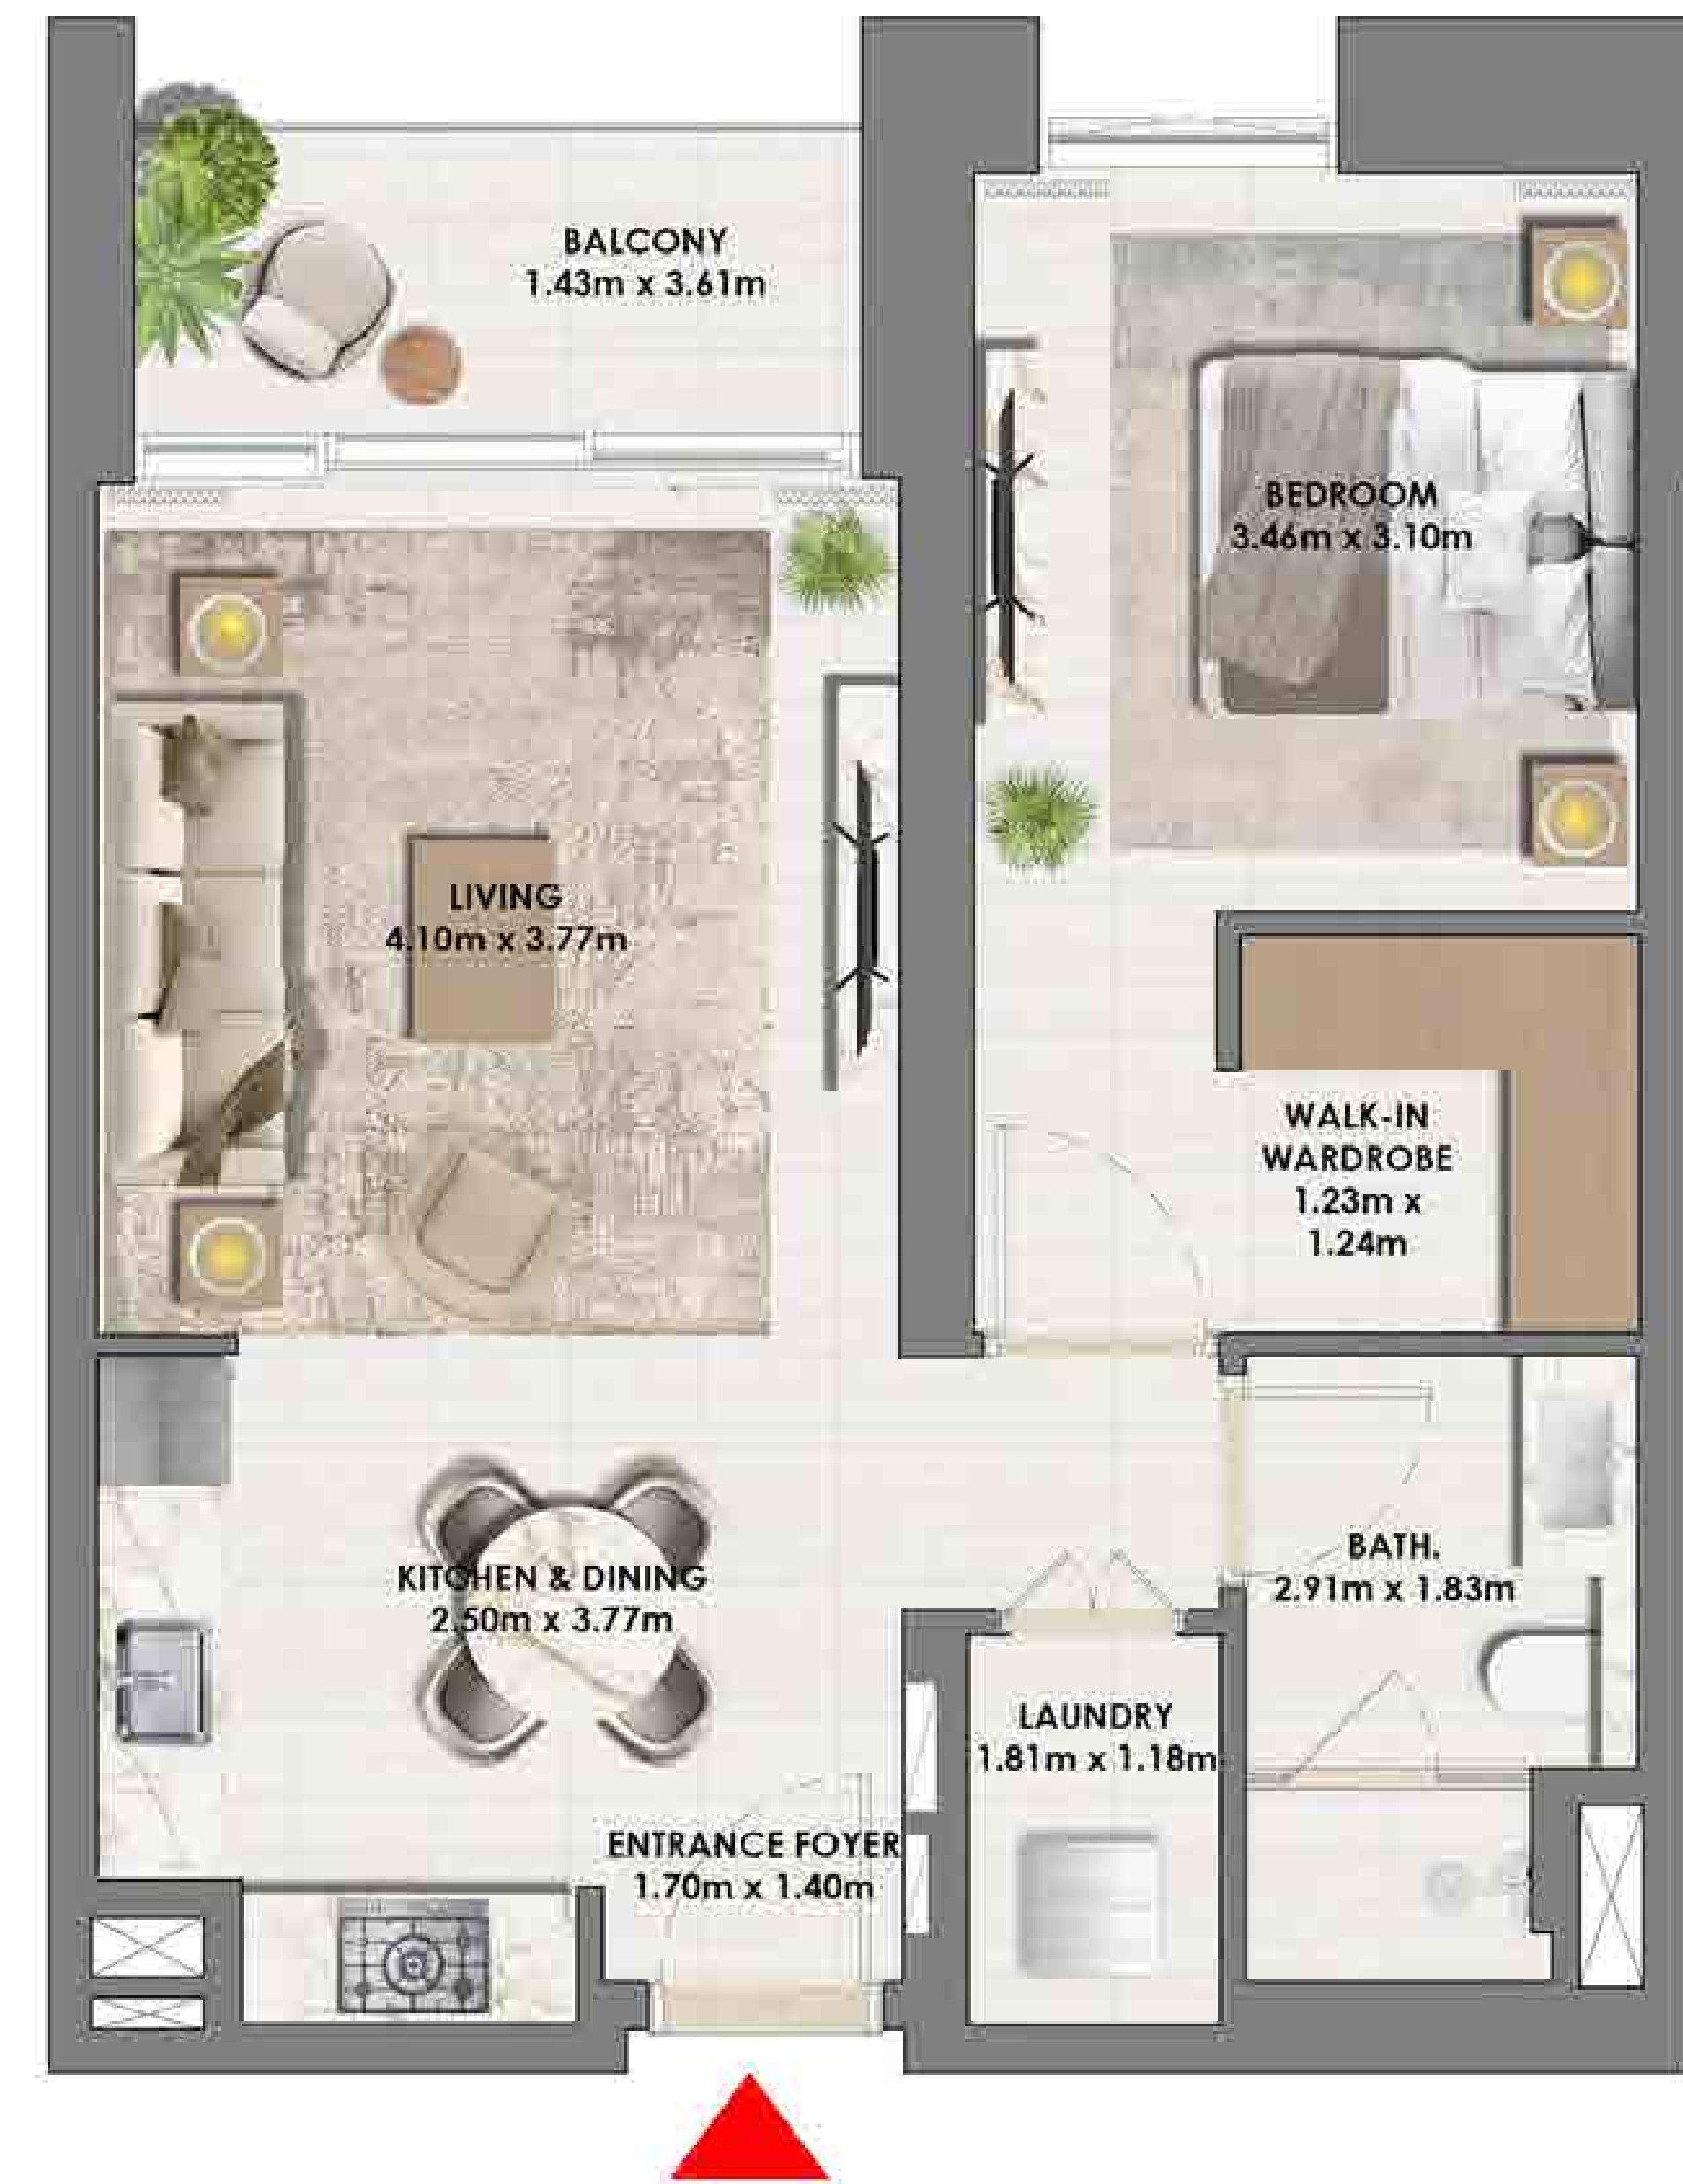 BALCONY
1.43m x 3.61m
BEDROOM
3.46m x 3.10m
LIVING
4.10m x 3.77m
WALK-IN
WARDROBE
1.23m x
1.24m
KITCHEN & DINING
2.50m x 3.77m
BATH.
2.91m x 1.83m
LAUNDRY
1.81m x 1.18m
ENTRANCE FOYER
1.70m x 1.40m